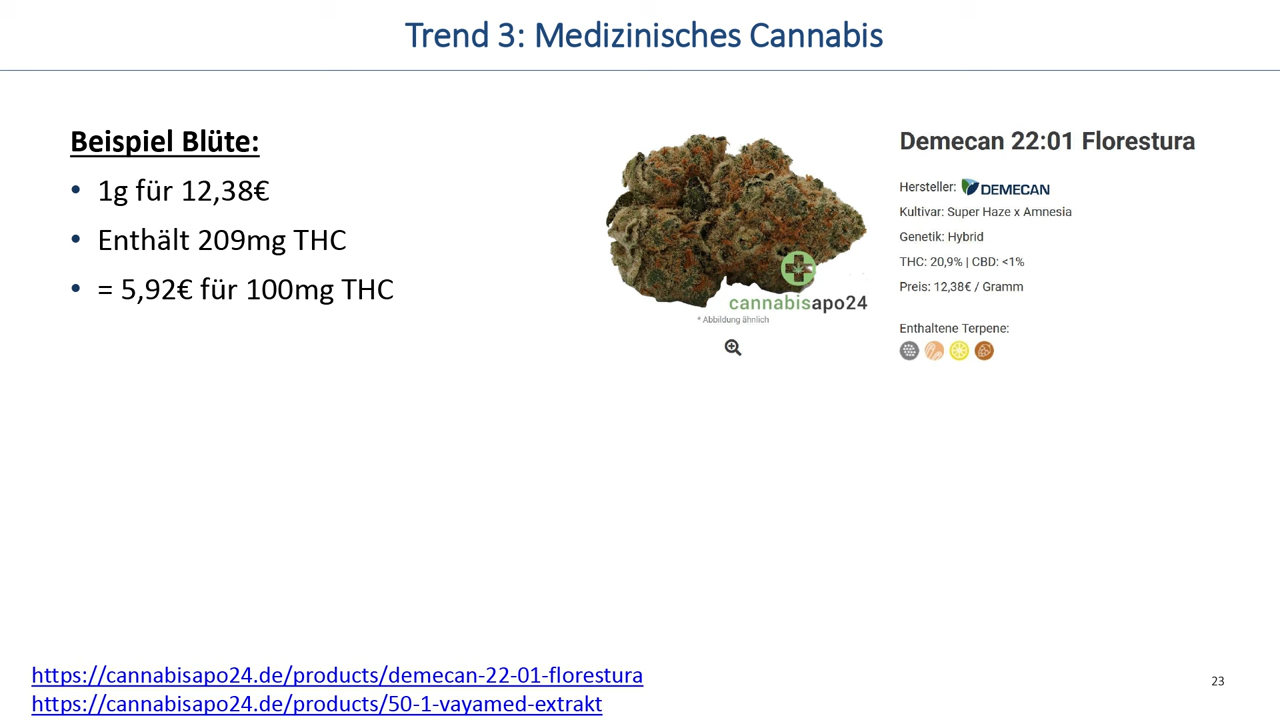 Trend 3: Medizinisches Cannabis
Beispiel Blüte:
• 1g für 12,38€
• Enthält 209mg THC
• = 5,92€ für 100mg THC
cannabisapo24
* Abbildung ähnlich
Demecan 22:01 Florestura
Hersteller: DEMECAN
Kultivar: Super Haze x Amnesia
Genetik: Hybrid
THC: 20,9% | CBD: <1%
Preis: 12,38€ / Gramm
Enthaltene Terpene:
https://cannabisapo24.de/products/demecan-22-01-florestura
https://cannabisapo24.de/products/50-1-vayamed-extrakt
23